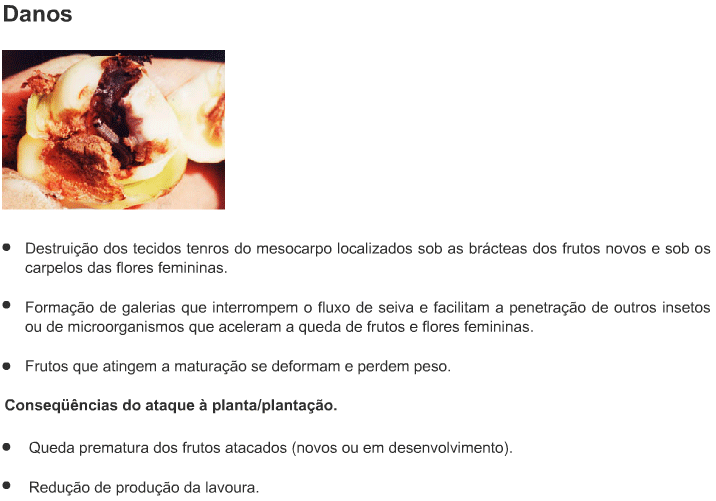 Danos
Destruição dos tecidos tenros do mesocarpo localizados sob as brácteas dos frutos novos e sob os
carpelos das flores femininas.
Formação de galerias que interrompem o fluxo de seiva e facilitam a penetração de outros insetos
ou de microorganismos que aceleram a queda de frutos e flores femininas.
Frutos que atingem a maturação se deformam e perdem peso.
Conseqüências do ataque à planta/plantação.
Queda prematura dos frutos atacados (novos ou em desenvolvimento).
Redução de produção da lavoura.